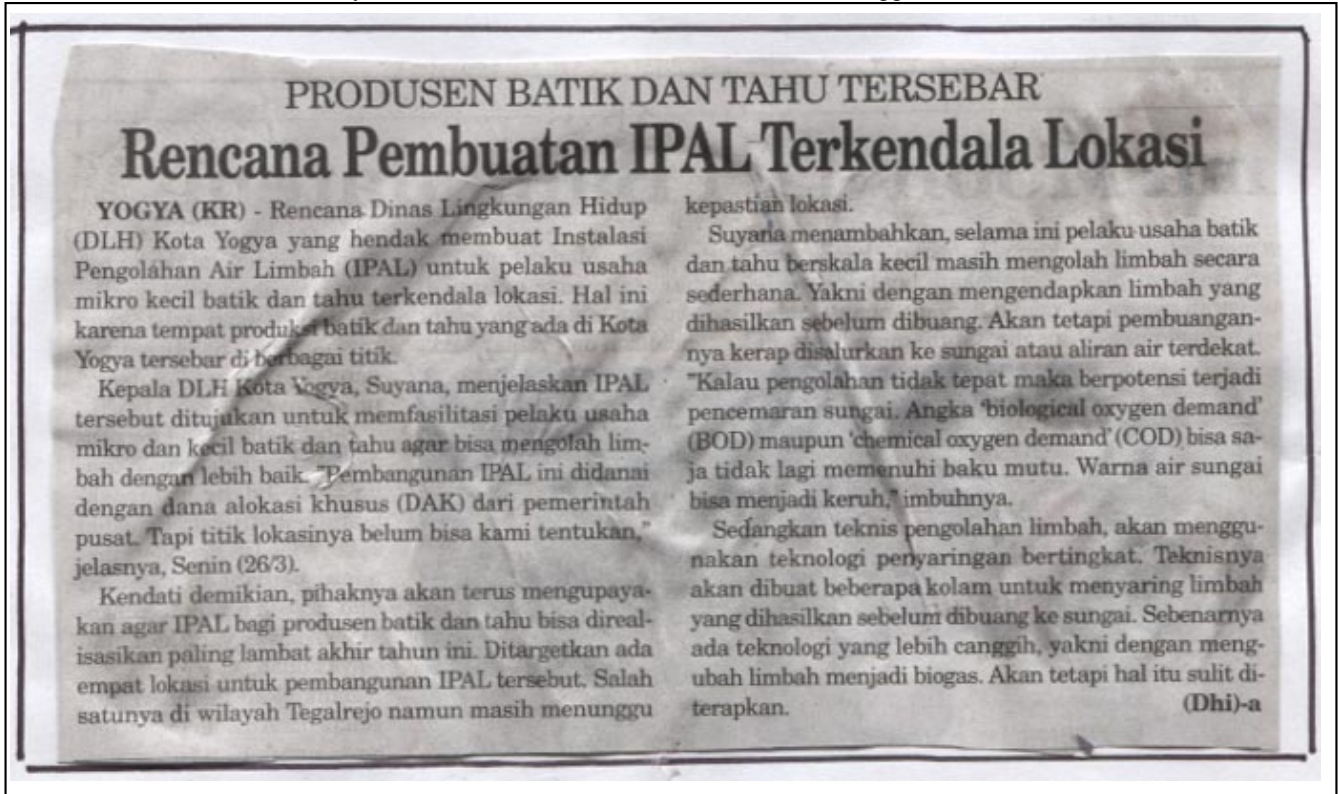 PRODUSEN BATIK DAN TAHU TERSEBAR
Rencana Pembuatan IPAL Terkendala Lokasi
YOGYA (KR) - Rencana Dinas Lingkungan Hidup
(DLH) Kota Yogya yang hendak membuat Instalasi
Pengolahan Air Limbah (IPAL) untuk pelaku usaha
mikro kecil batik dan tahu terkendala lokasi. Hal ini
karena tempat produksi batik dan tahu yang ada di Kota
Yogya tersebar di berbagai titik.
Kepala DLH Kota Yogya, Suyana, menjelaskan IPAL
tersebut ditujukan untuk memfasilitasi pelaku usaha
mikro dan kecil batik dan tahu agar bisa mengolah lim-
bah dengan lebih baik. "Pembangunan IPAL ini didanai
dengan dana alokasi khusus (DAK) dari pemerintah
pusat. Tapi titik lokasinya belum bisa kami tentukan,"
jelasnya, Senin (26/3).
Kendati demikian, pihaknya akan terus mengupaya-
kan agar IPAL bagi produsen batik dan tahu bisa direal-
isasikan paling lambat akhir tahun ini. Ditargetkan ada
empat lokasi untuk pembangunan IPAL tersebut. Salah
satunya di wilayah Tegalrejo namun masih menunggu
kepastian lokasi.
Suyana menambahkan, selama ini pelaku usaha batik
dan tahu berskala kecil masih mengolah limbah secara
sederhana. Yakni dengan mengendapkan limbah yang
dihasilkan sebelum dibuang. Akan tetapi pembuangan-
nya kerap disalurkan ke sungai atau aliran air terdekat.
"Kalau pengolahan tidak tepat maka berpotensi terjadi
pencemaran sungai. Angka 'biological oxygen demand'
(BOD) maupun 'chemical oxygen demand' (COD) bisa sa-
ja tidak lagi memenuhi baku mutu. Warna air sungai
bisa menjadi keruh," imbuhnya.
Sedangkan teknis pengolahan limbah, akan menggu-
nakan teknologi penyaringan bertingkat. Teknisnya
akan dibuat beberapa kolam untuk menyaring limbah
yang dihasilkan sebelum dibuang ke sungai. Sebenarnya
ada teknologi yang lebih canggih, yakni dengan meng-
ubah limbah menjadi biogas. Akan tetapi hal itu sulit di-
terapkan. (Dhi)-a